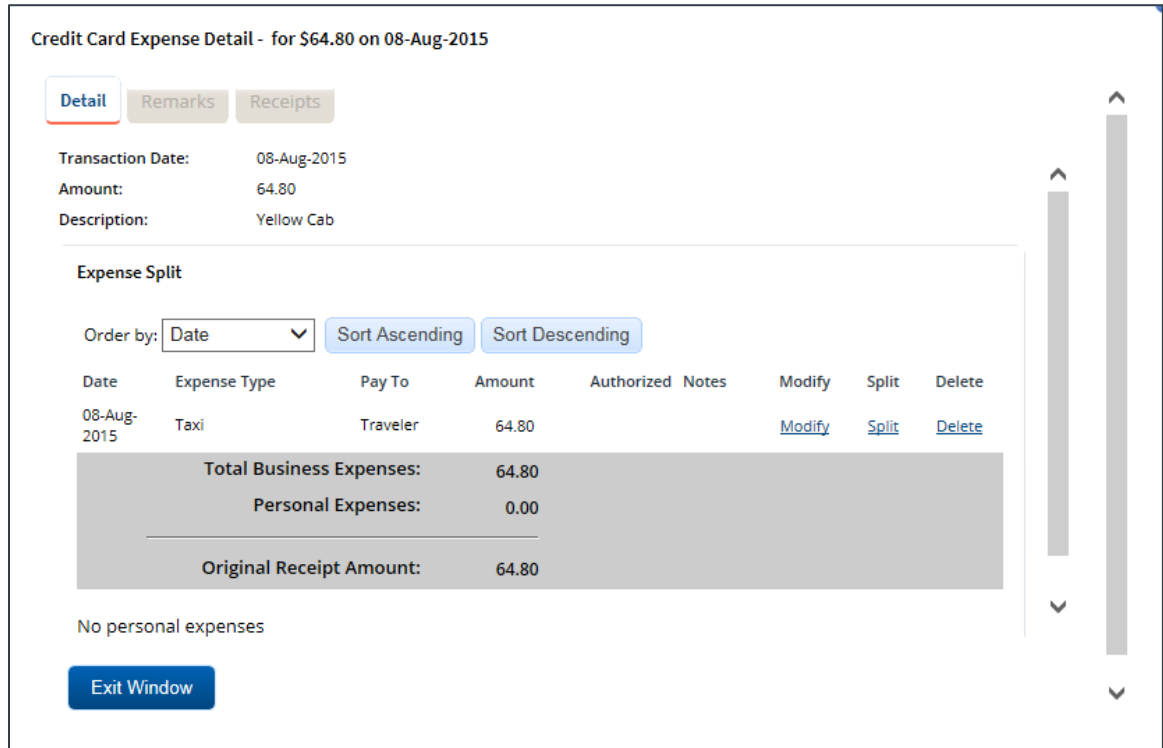 Credit Card Expense Detail - for $64.80 on 08-Aug-2015
Detail Remarks Receipts
Transaction Date: 08-Aug-2015
Amount: 64.80
Description: Yellow Cab
Expense Split
Order by: Date Sort Ascending Sort Descending
Date Expense Type Pay To Amount Authorized Notes Modify Split Delete
08-Aug-
2015 Taxi Traveler 64.80 Modify Split Delete
Total Business Expenses: 64.80
Personal Expenses: 0.00
Original Receipt Amount: 64.80
No personal expenses
Exit Window